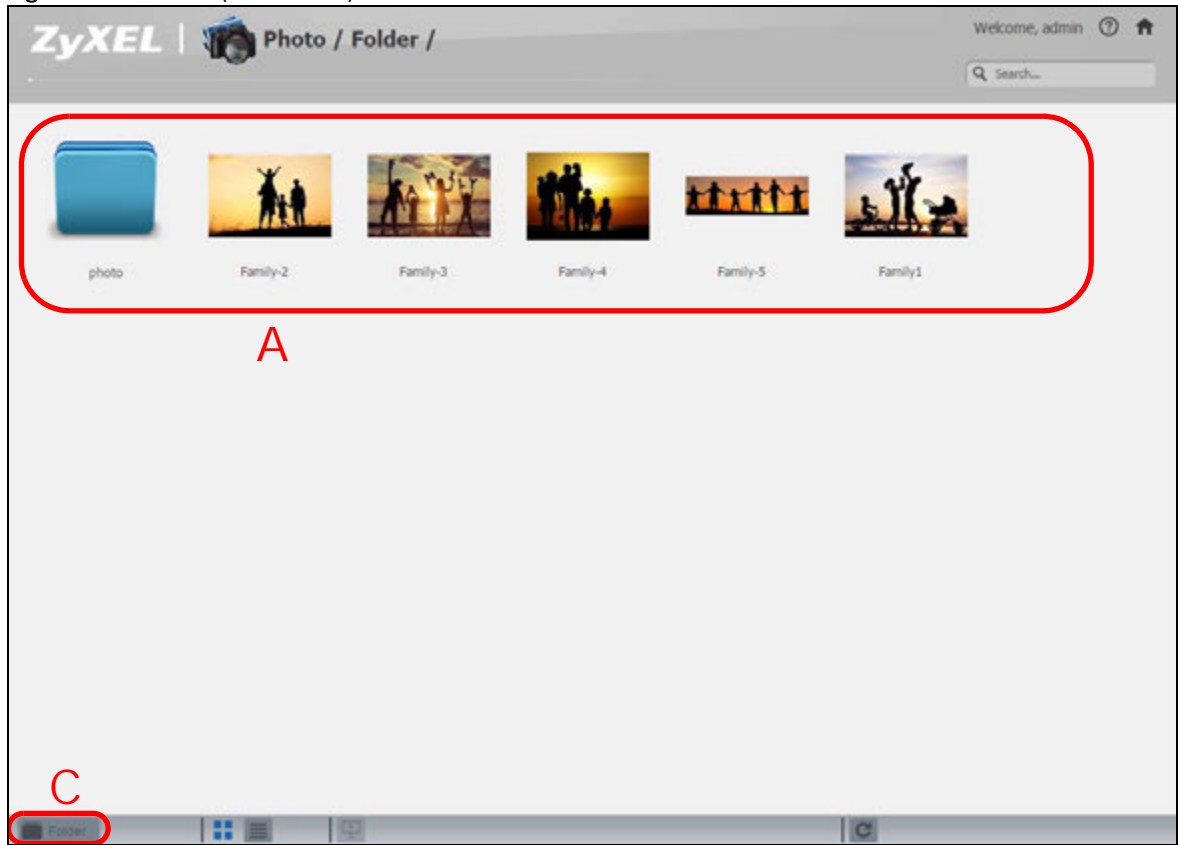 ZyXEL
Photo / Folder /
Welcome, admin
Search...
photo
Family-2
Family-3
Family-4
Family-5
Family1
A
C
Folder